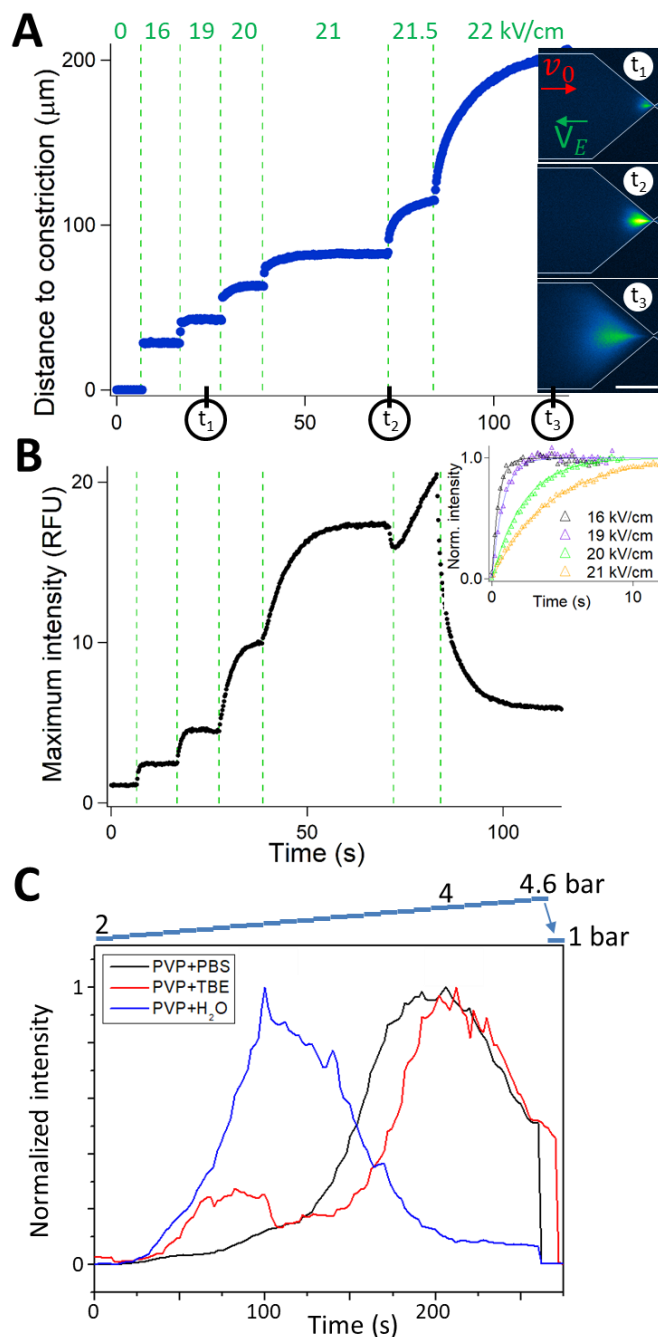 A
0 16 19 20 21 21.5 22 kV/cm
Distance to constriction (µm)
200
100
0
0 50 100
t1 t2 t3
v0
VE
t1
t2
t3
B
Maximum intensity (RFU)
20
10
0
0 50 100
Time (s)
Norm. intensity
1.0
0.0
16 kV/cm
19 kV/cm
20 kV/cm
21 kV/cm
0 10
Time (s)
C
2 4 4.6 bar
1 bar
PVP+PBS
PVP+TBE
PVP+H2O
Normalized intensity
1
0
0 100 200
Time (s)